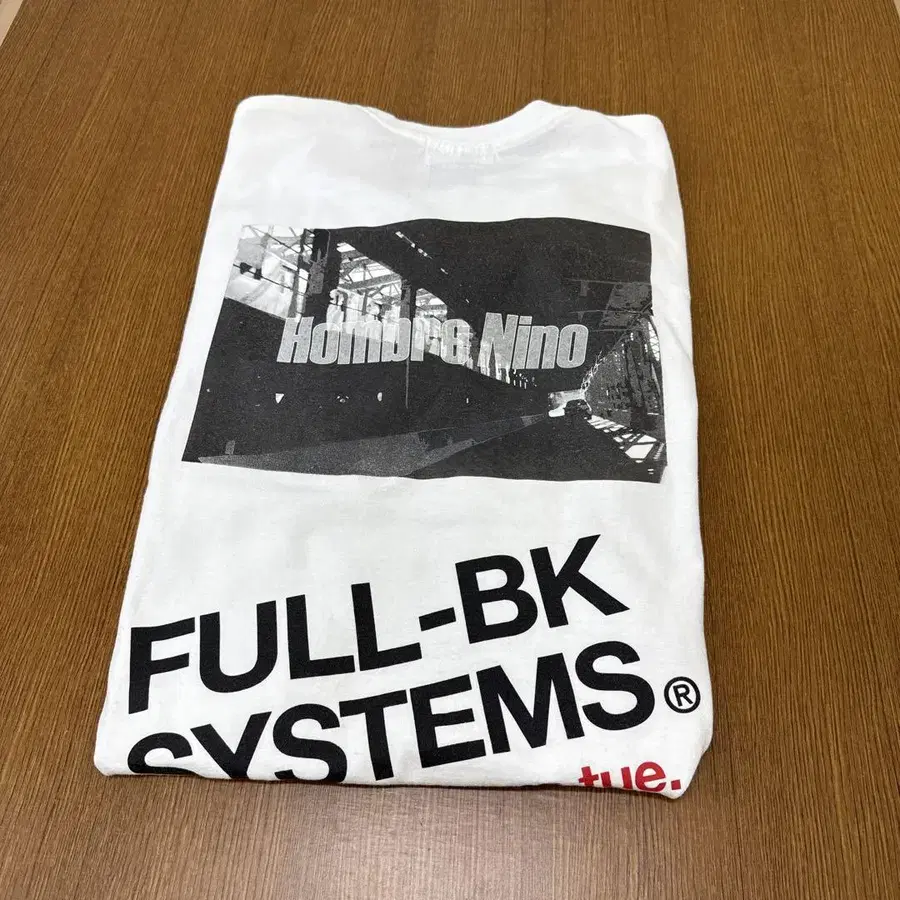 Hombre Nino
FULL-BK
SYSTEMS®
tue.